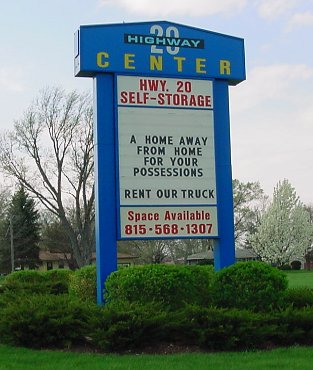 HIGHWAY 20
CENTER
HWY. 20
SELF-STORAGE
A HOME AWAY
FROM HOME
FOR YOUR
POSSESSIONS
RENT OUR TRUCK
Space Available
815-568-1307